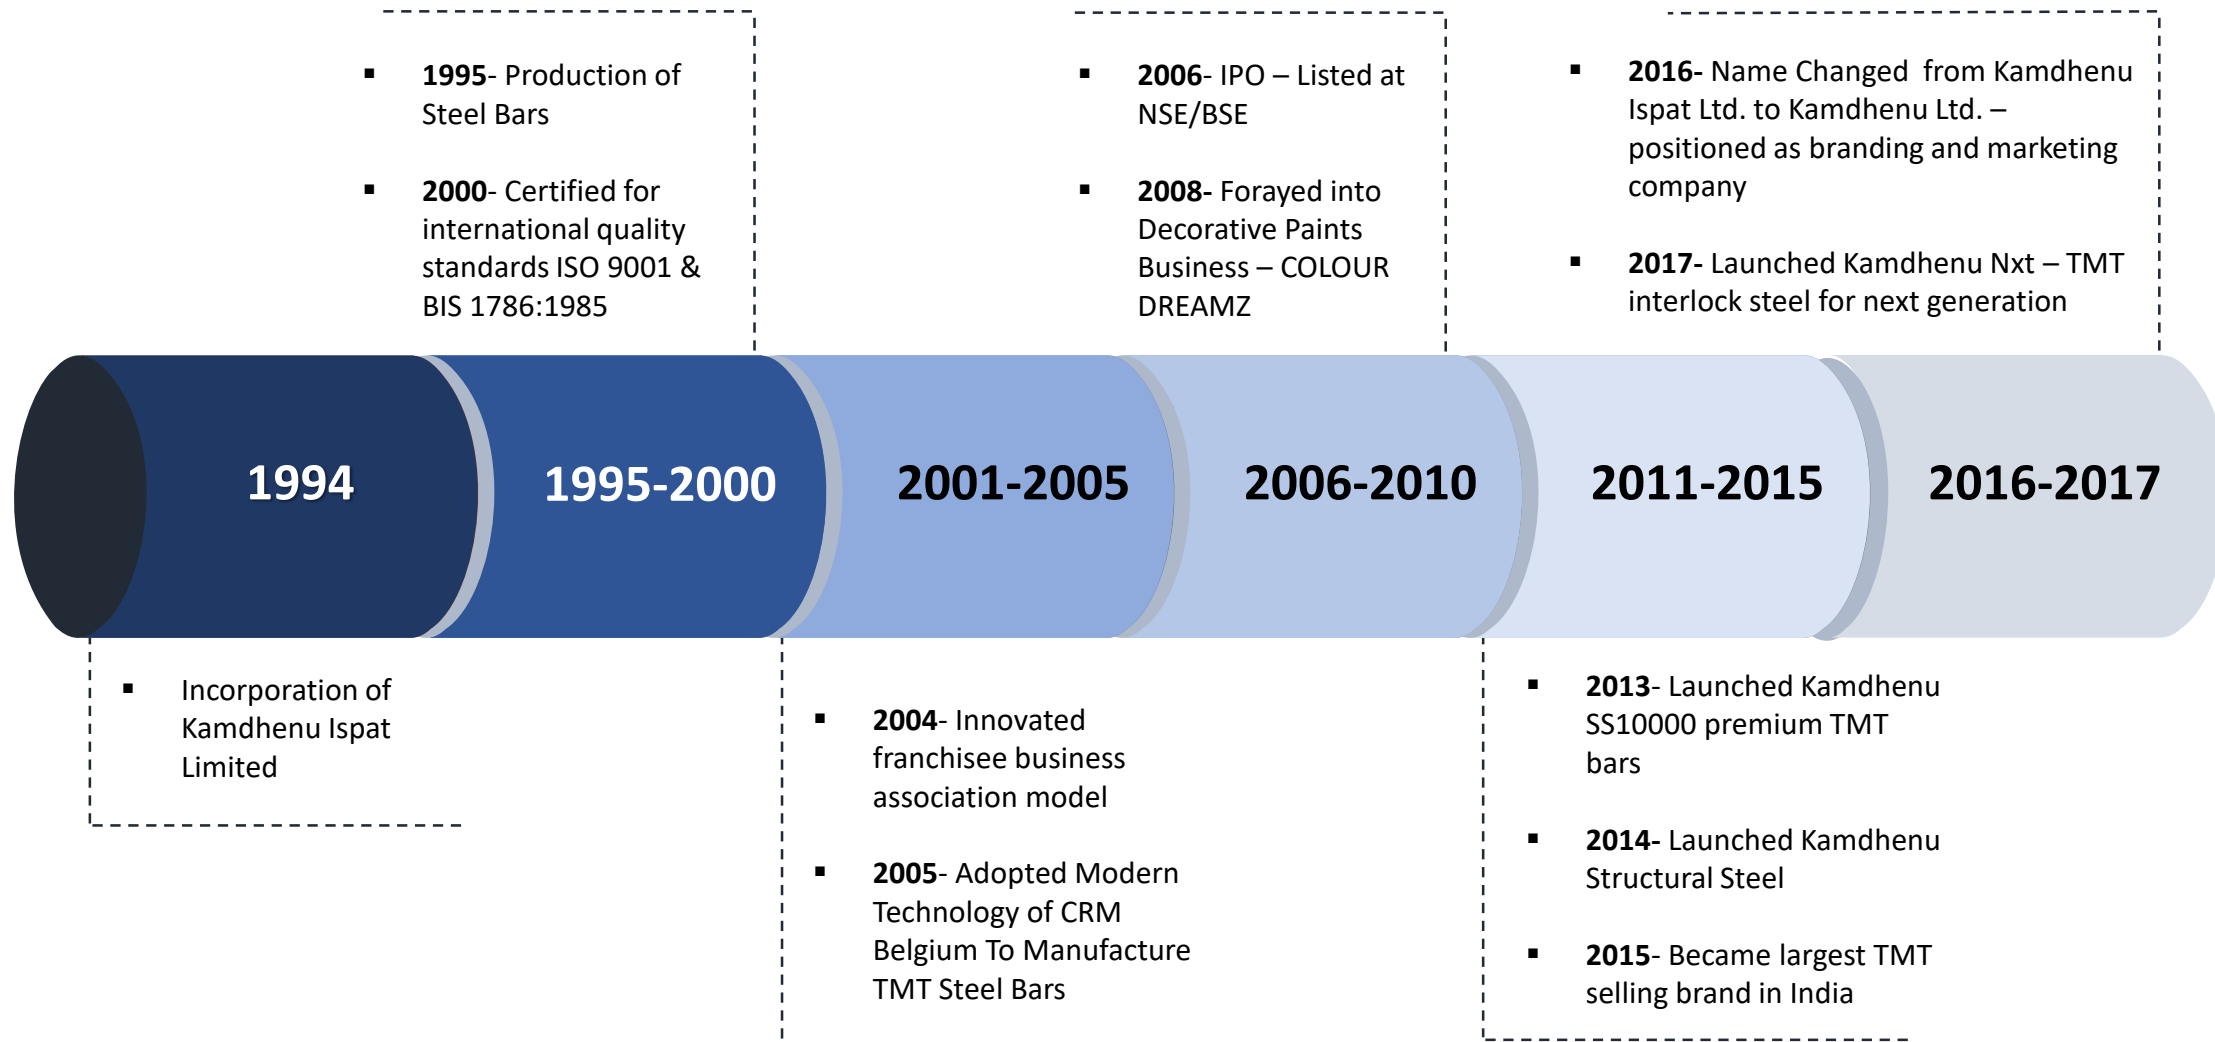 ▪ 1995- Production of
Steel Bars
▪ 2000- Certified for
international quality
standards ISO 9001 &
BIS 1786:1985
▪ 2006- IPO – Listed at
NSE/BSE
▪ 2008- Forayed into
Decorative Paints
Business – COLOUR
DREAMZ
▪ 2016- Name Changed from Kamdhenu
Ispat Ltd. to Kamdhenu Ltd. –
positioned as branding and marketing
company
▪ 2017- Launched Kamdhenu Nxt – TMT
interlock steel for next generation
1994
1995-2000
2001-2005
2006-2010
2011-2015
2016-2017
▪ Incorporation of
Kamdhenu Ispat
Limited
▪ 2004- Innovated
franchisee business
association model
▪ 2005- Adopted Modern
Technology of CRM
Belgium To Manufacture
TMT Steel Bars
▪ 2013- Launched Kamdhenu
SS10000 premium TMT
bars
▪ 2014- Launched Kamdhenu
Structural Steel
▪ 2015- Became largest TMT
selling brand in India